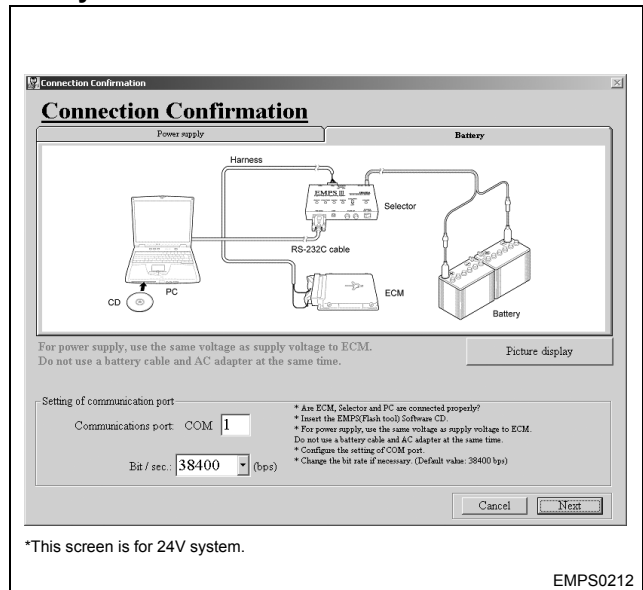 Connection Confirmation
Connection Confirmation
Power supply
Battery
Harness
EMPS III
Selector
RS-232C cable
PC
CD
ECM
Battery
For power supply, use the same voltage as supply voltage to ECM.
Do not use a battery cable and AC adapter at the same time.
Picture display
Setting of communication port
Communications port: COM 1
Bit / sec.: 38400 (bps)
* Are ECM, Selector and PC are connected properly?
* Insert the EMPS(Flash tool) Software CD.
* For power supply, use the same voltage as supply voltage to ECM.
Do not use a battery cable and AC adapter at the same time.
* Configure the setting of COM port.
* Change the bit rate if necessary. (Default value: 38400 bps)
Cancel
Next
*This screen is for 24V system.
EMPS0212